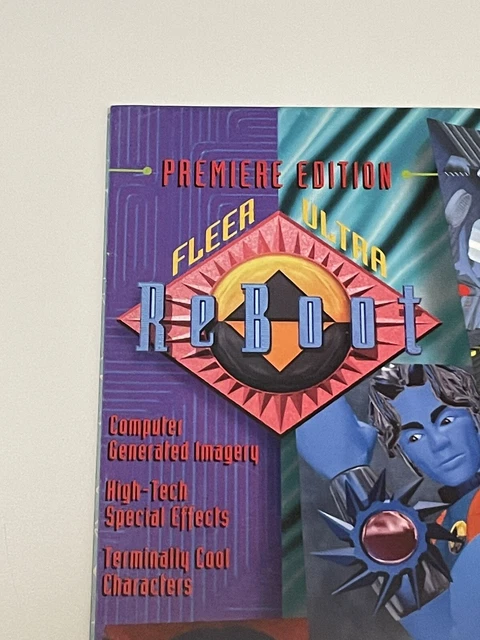 PREMIERE EDITION
FLEER ULTRA
ReBoot
Computer
Generated Imagery
High-Tech
Special Effects
Terminally Cool
Characters